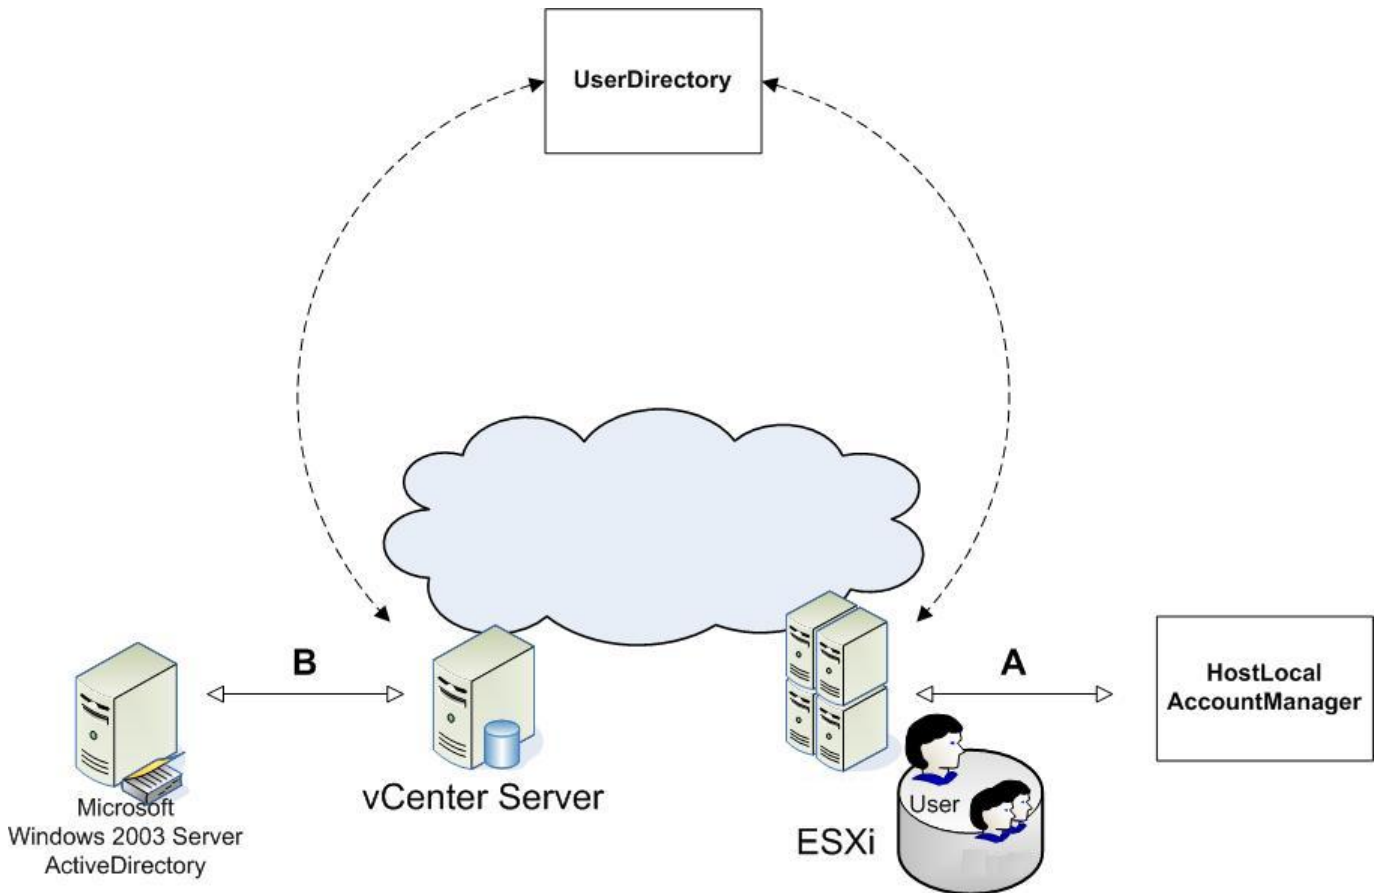 UserDirectory
B
A
HostLocal
AccountManager
vCenter Server
User
Microsoft
Windows 2003 Server
ActiveDirectory
ESXi